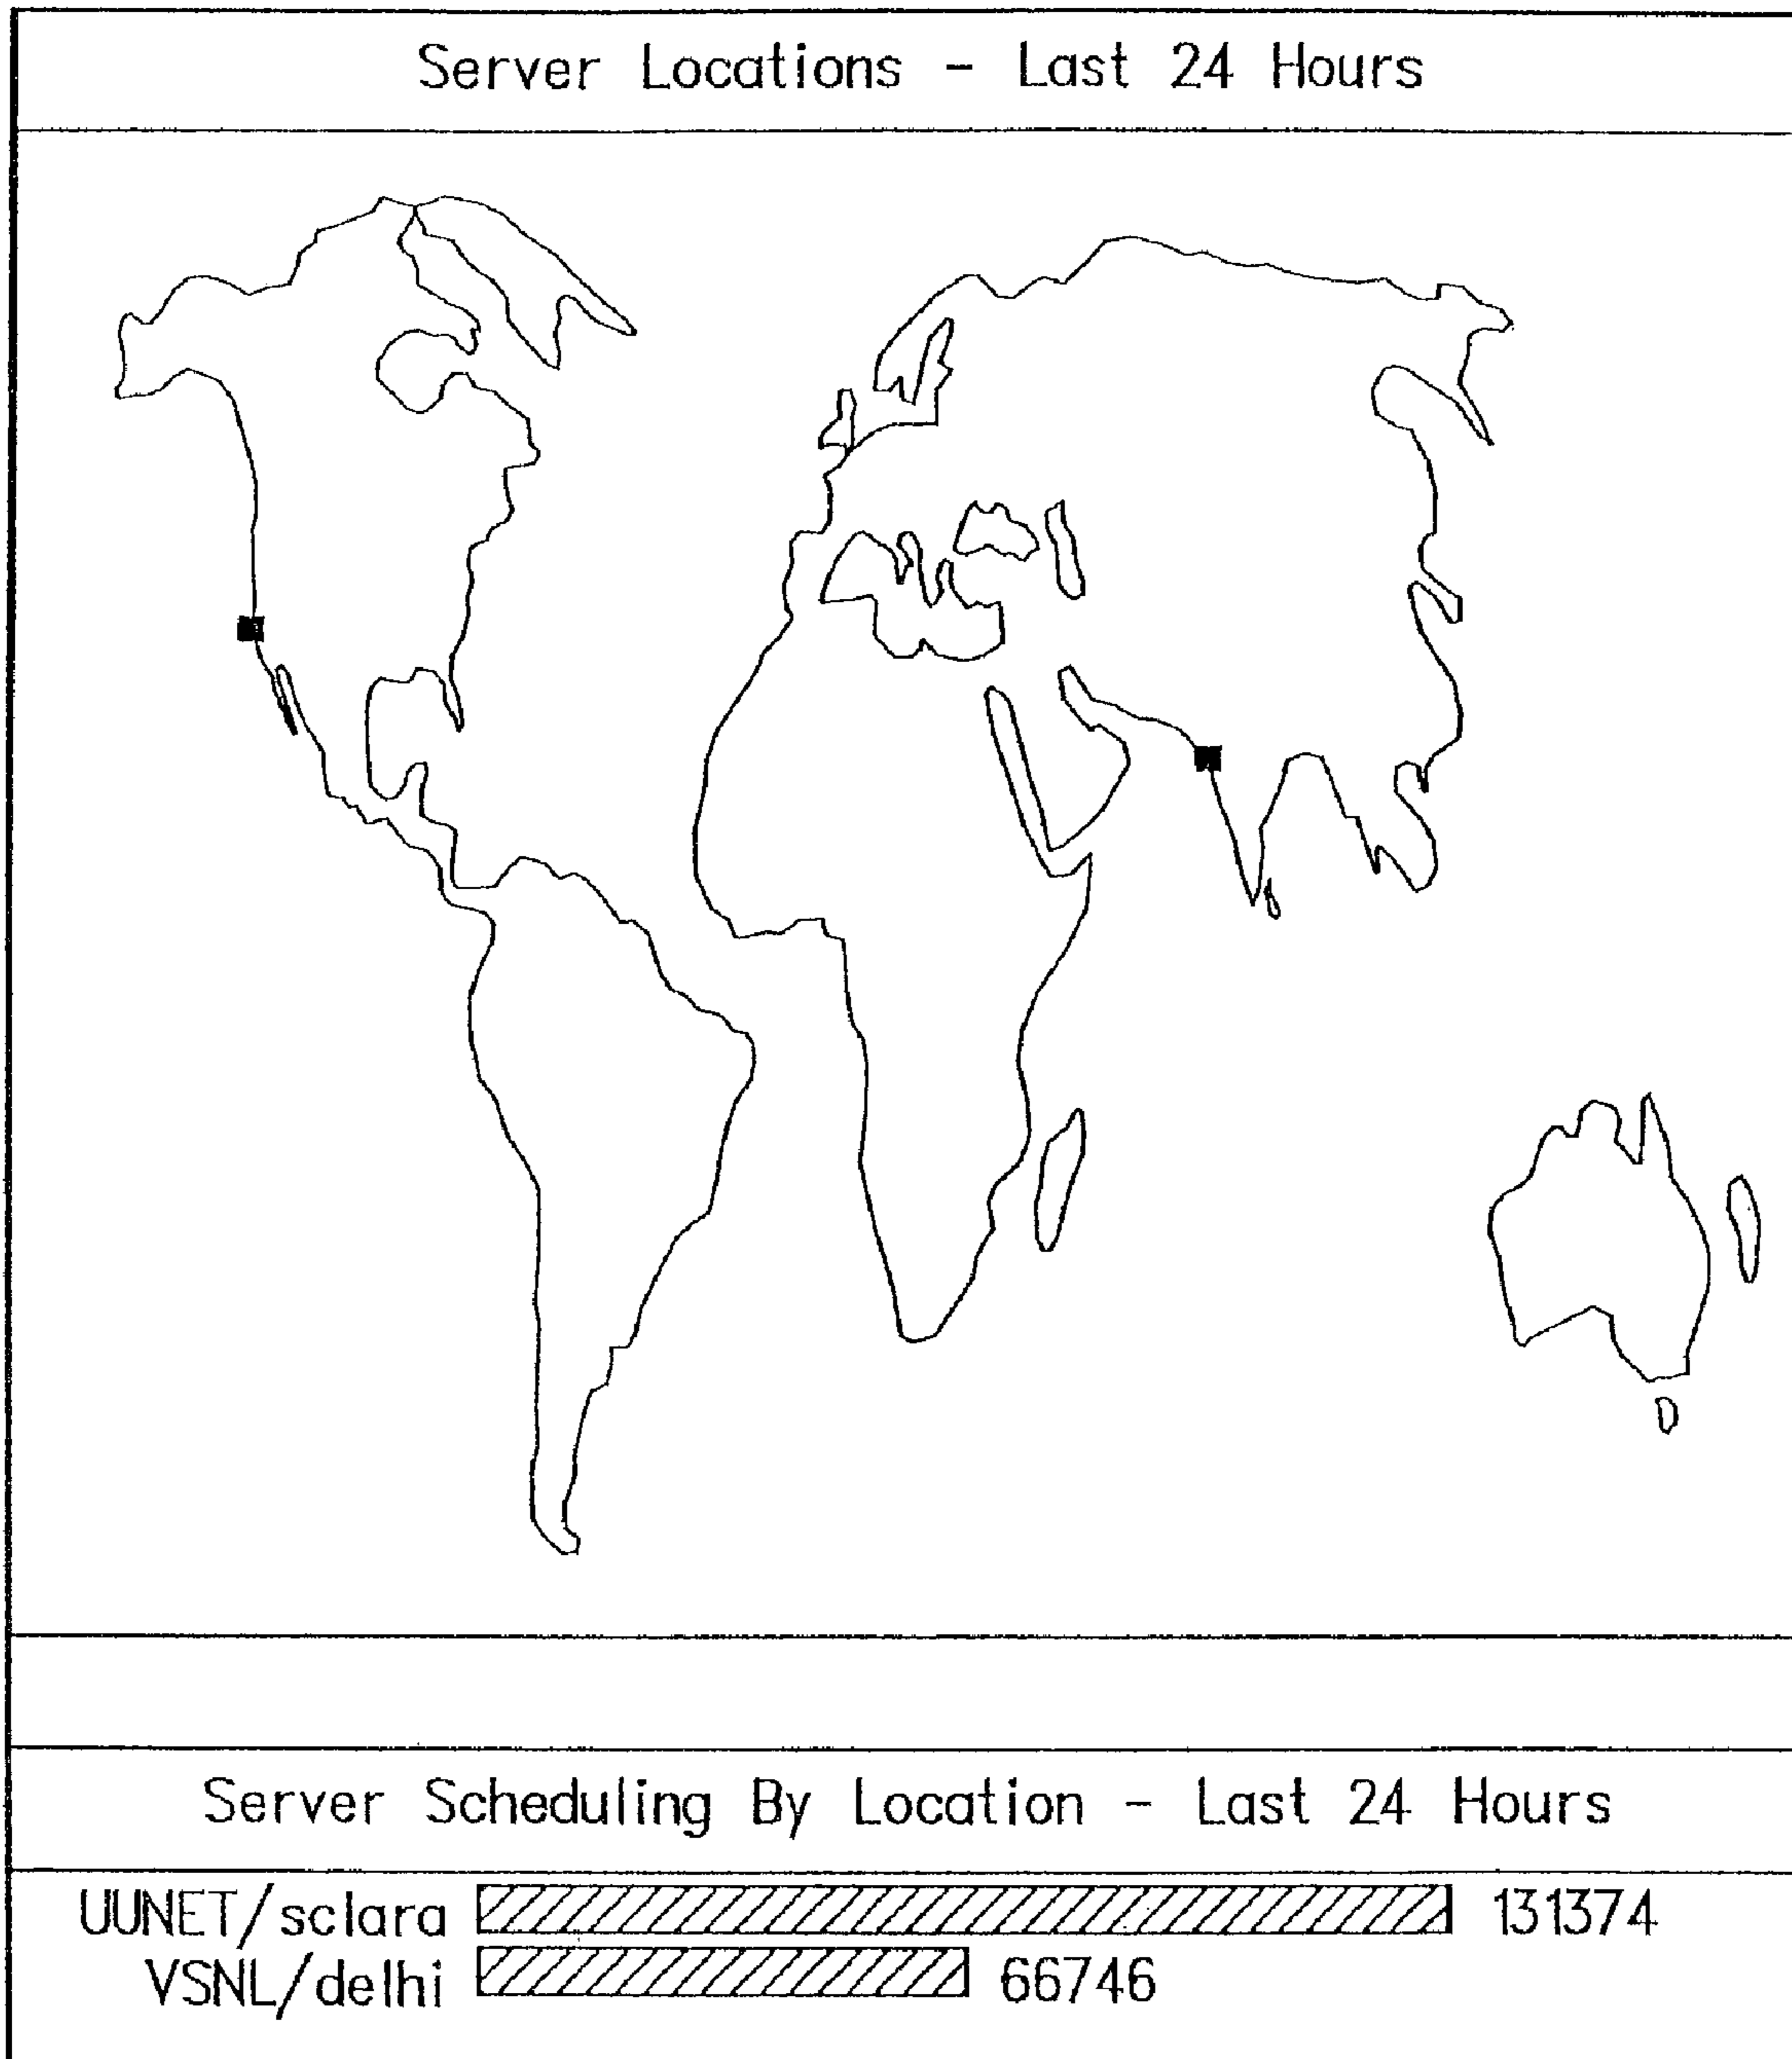 Server Locations - Last 24 Hours
Server Scheduling By Location - Last 24 Hours
UUNET/sclara 131374
VSNL/delhi 66746